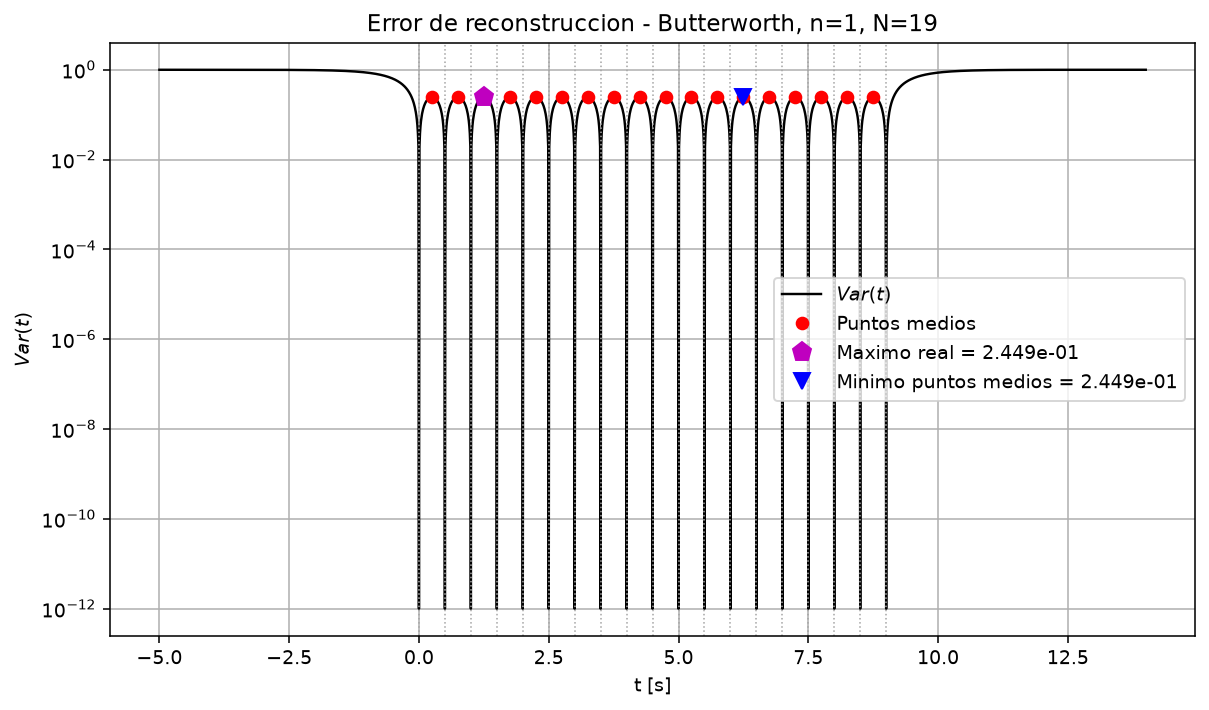 Error de reconstruccion - Butterworth, n=1, N=19
Var(t)
10^0
10^-2
10^-4
10^-6
10^-8
10^-10
10^-12
Var(t)
Puntos medios
Maximo real = 2.449e-01
Minimo puntos medios = 2.449e-01
−5.0 −2.5 0.0 2.5 5.0 7.5 10.0 12.5
t [s]